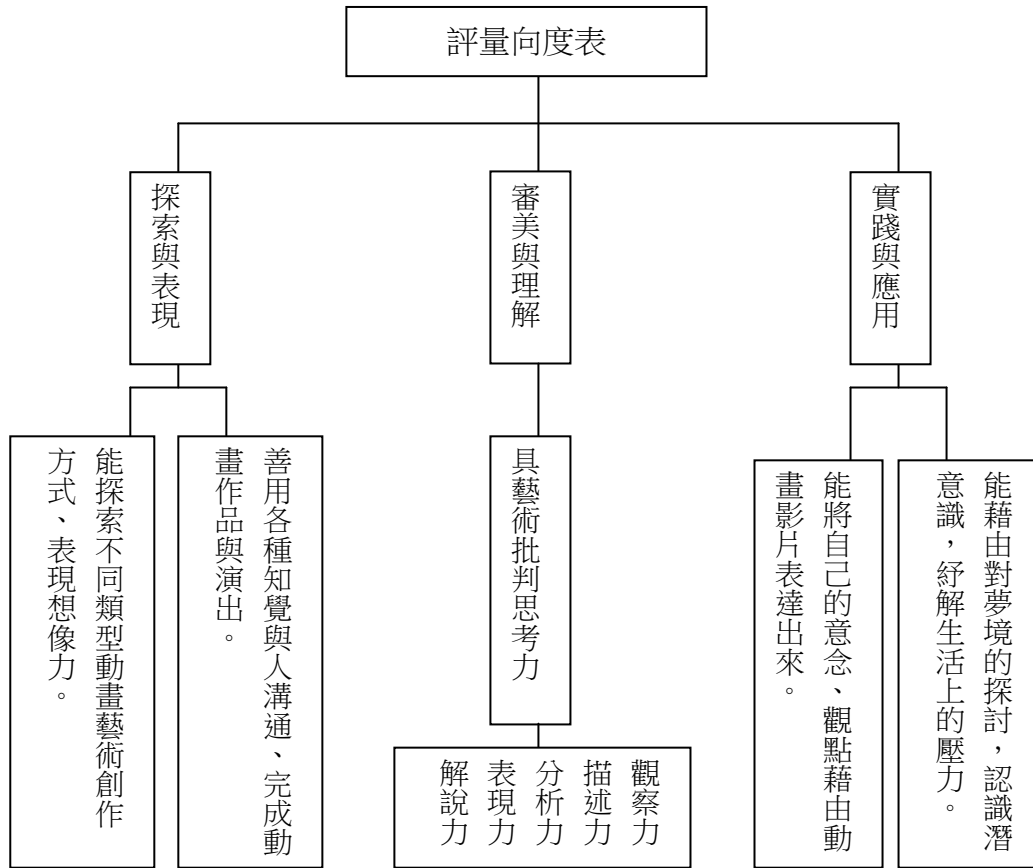 評量向度表
探索與表現
審美與理解
實踐與應用
能探索不同類型動畫藝術創作
方式、表現想像力。
善用各種知覺與人溝通、完成動
畫作品與演出。
具藝術批判思考力
觀察力
描述力
分析力
表現力
解說力
能將自己的意念、觀點藉由動
畫影片表達出來。
能藉由對夢境的探討，認識潛
意識，紓解生活上的壓力。